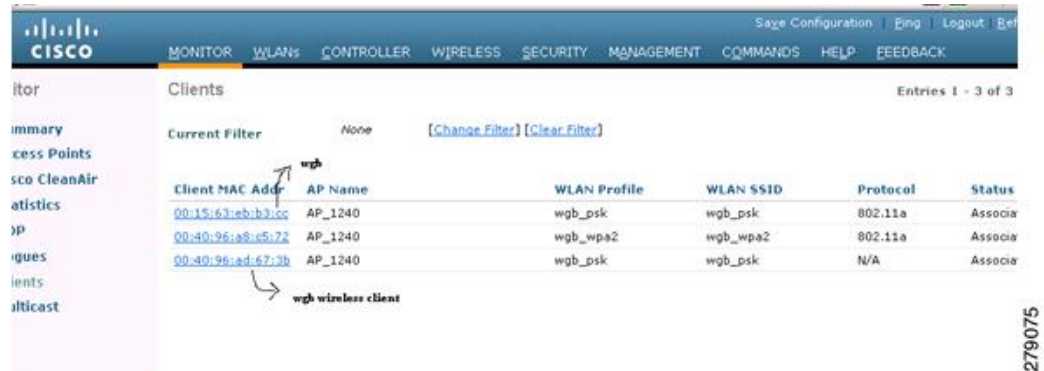 Save Configuration Ping Logout Ref
CISCO
MONITOR WLANs CONTROLLER WIRELESS SECURITY MANAGEMENT COMMANDS HELP FEEDBACK
itor
Clients
Entries 1 - 3 of 3
ummary
Current Filter None [Change Filter] [Clear Filter]
cess Points
wgb
sco CleanAir
Client MAC Addr AP Name WLAN Profile WLAN SSID Protocol Status
atistics
00:15:63:eb:b3:cc AP_1240 wgb_psk wgb_psk 802.11a Associa
DP
00:40:96:a8:c5:72 AP_1240 wgb_wpa2 wgb_wpa2 802.11a Associa
gues
00:40:96:ad:67:3b AP_1240 wgb_psk wgb_psk N/A Associa
ients
wgb wireless client
ulticast
279075